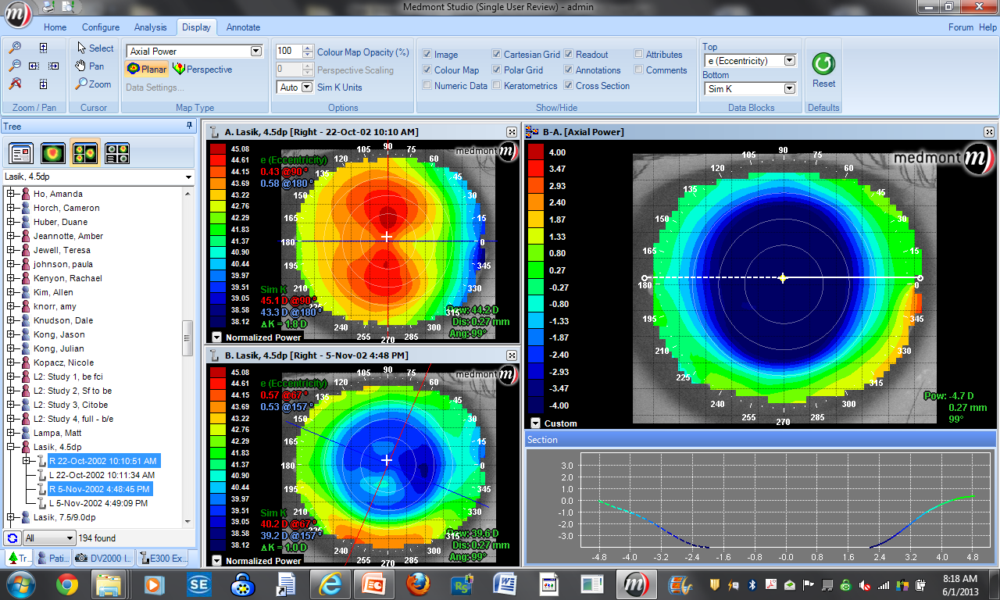 Medmont Studio (Single User Review) - admin
Home Configure Analysis Display Annotate Forum Help
Select
Pan
Zoom
Zoom / Pan
Cursor
Axial Power
Planar Perspective
Data Settings...
Map Type
100 Colour Map Opacity (%)
0 Perspective Scaling
Auto Sim K Units
Options
Image Cartesian Grid Readout Attributes
Colour Map Polar Grid Annotations Comments
Numeric Data Keratometrics Cross Section
Show/Hide
Top
e (Eccentricity)
Bottom
Sim K
Data Blocks
Reset
Defaults
Tree
Lasik, 4.5dp
Ho, Amanda
Horch, Cameron
Huber, Duane
Jeannotte, Amber
Jewell, Teresa
johnson, paula
Kenyon, Rachael
Kim, Allen
knorr, amy
Knudson, Dale
Kong, Jason
Kong, Julian
Kopacz, Nicole
L2: Study 1, be fci
L2: Study 2, Sf to be
L2: Study 3, Citobe
L2: Study 4, full - b/e
Lampa, Matt
Lasik, 4.5dp
R 22-Oct-2002 10:10:51 AM
L 22-Oct-2002 10:11:34 AM
R 5-Nov-2002 4:48:45 PM
L 5-Nov-2002 4:49:09 PM
Lasik, 7.5/9.0dp
All 194 found
Tr... Pati... DV2000 I... E300 Ex...
A. Lasik, 4.5dp [Right - 22-Oct-02 10:10 AM]
medmont m
45.08
44.61
44.15
43.69
43.22
42.76
42.29
41.83
41.37
40.90
40.44
39.97
39.51
39.05
38.58
38.12
e (Eccentricity)
0.43 @90 °
0.58 @180 °
90
105 75
120 60
135
150 30
165 15
180 0
195 345
210 330
315
240 300
255 285
270
Sim K
45.1 D @90 °
43.3 D @180 °
ΔK = 1.8 D
Pow: 44.2 D
Dis: 0.27 mm
Ang: 99°
Normalized Power
B. Lasik, 4.5dp [Right - 5-Nov-02 4:48 PM]
medmont m
45.08
44.61
44.15
43.69
43.22
42.76
42.29
41.83
41.37
40.90
40.44
39.97
39.51
39.05
38.58
38.12
e (Eccentricity)
0.57 @67 °
0.53 @157 °
90
105 75
120 60
135 45
150 30
165 15
180 0
195 345
210 330
315
240 300
255 285
270
Sim K
40.2 D @67 °
39.2 D @157 °
ΔK = 1.0 D
Pow: 39.6 D
Dis: 0.27 mm
Ang: 99°
Normalized Power
B-A. [Axial Power]
medmont m
4.00
3.47
2.93
2.40
1.87
1.33
0.80
0.27
-0.27
-0.80
-1.33
-1.87
-2.40
-2.93
-3.47
-4.00
90
105 75
120 60
135 45
150 30
165 15
180 0
195 345
210
225 315
240 300
255 285
270
Pow: -4.7 D
0.27 mm
99°
Custom
Section
3.0
2.0
1.0
0.0
-1.0
-2.0
-3.0
-4.8 -4.0 -3.2 -2.4 -1.6 -0.8 -0.0 0.8 1.6 2.4 3.2 4.0 4.8
SE
8:18 AM
6/1/2013